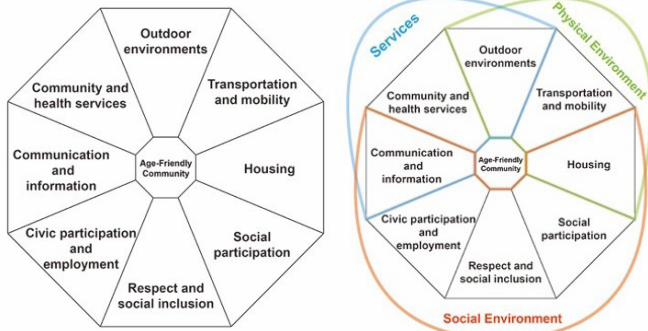 Outdoor
environments
Transportation
and mobility
Housing
Social
participation
Respect and
social inclusion
Civic participation
and
employment
Communication
and
information
Community and
health services
Age-Friendly
Community
Services
Physical Environment
Outdoor
environments
Transportation
and mobility
Housing
Social
participation
Respect and
social inclusion
Civic participation
and
employment
Communication
and
information
Community and
health services
Age-Friendly
Community
Social Environment